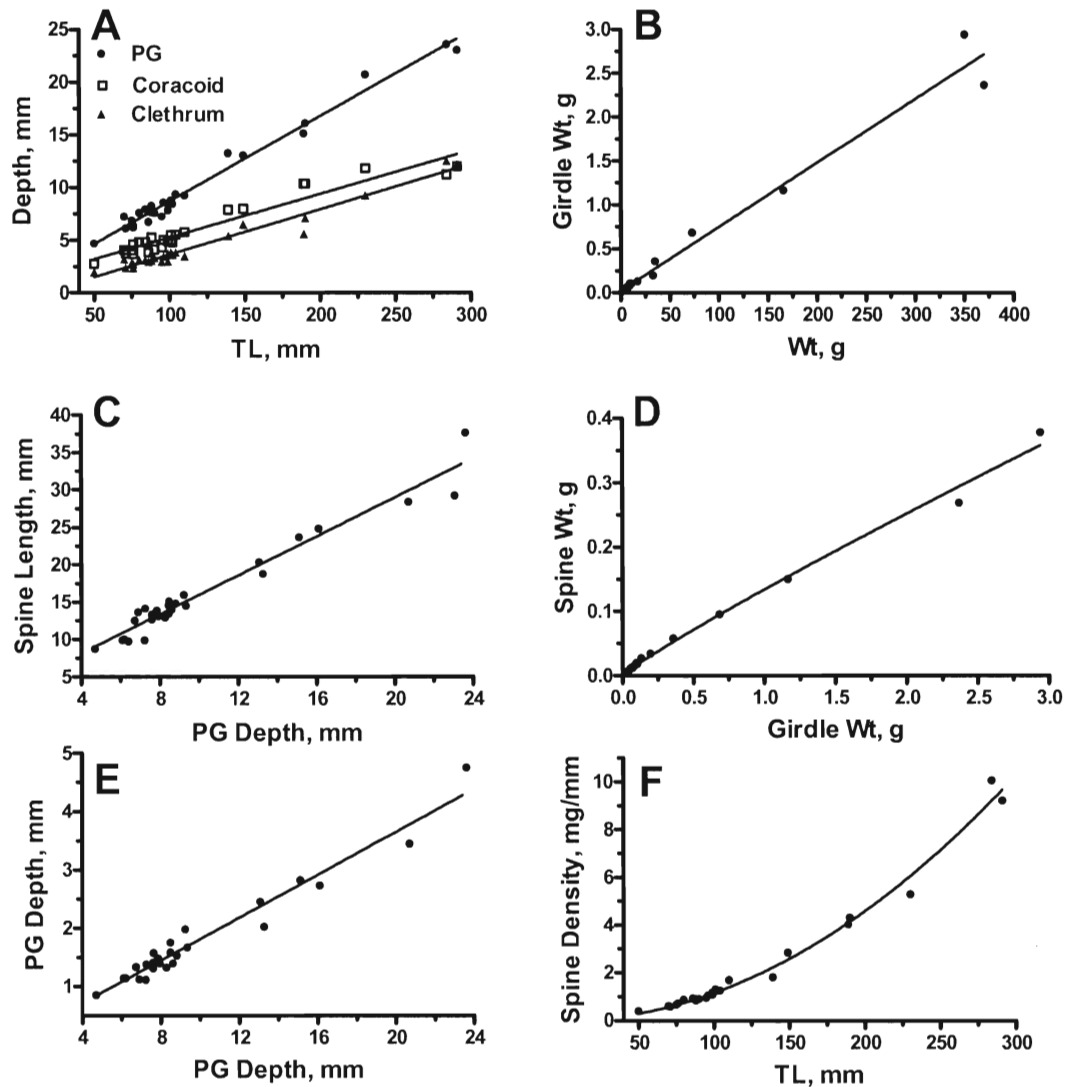 A
25
20
15
10
5
0
Depth, mm
PG
Coracoid
Clethrum
50 100 150 200 250 300
TL, mm
B
3.0
2.5
2.0
1.5
1.0
0.5
0.0
Girdle Wt, g
0 50 100 150 200 250 300 350 400
Wt, g
C
40
35
30
25
20
15
10
5
Spine Length, mm
4 8 12 16 20 24
PG Depth, mm
D
0.4
0.3
0.2
0.1
0.0
Spine Wt, g
0.0 0.5 1.0 1.5 2.0 2.5 3.0
Girdle Wt, g
E
5
4
3
2
1
PG Depth, mm
4 8 12 16 20 24
PG Depth, mm
F
10
8
6
4
2
0
Spine Density, mg/mm
50 100 150 200 250 300
TL, mm